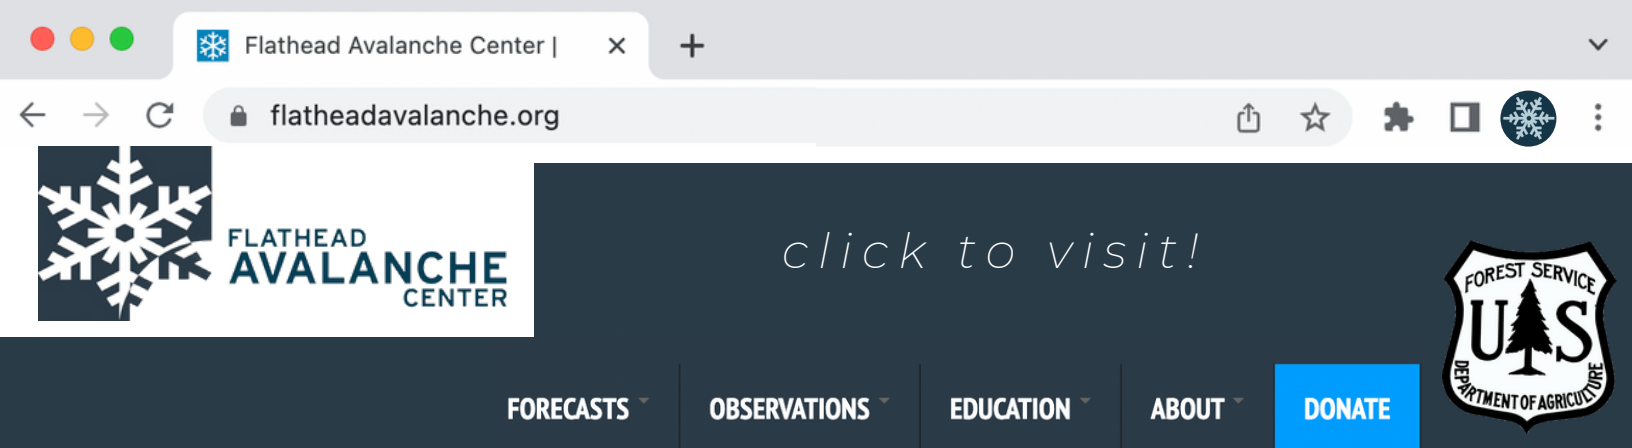 Flathead Avalanche Center |
flatheadavalanche.org
FLATHEAD
AVALANCHE
CENTER
click to visit!
FOREST SERVICE
U S
DEPARTMENT OF AGRICULTURE
FORECASTS
OBSERVATIONS
EDUCATION
ABOUT
DONATE